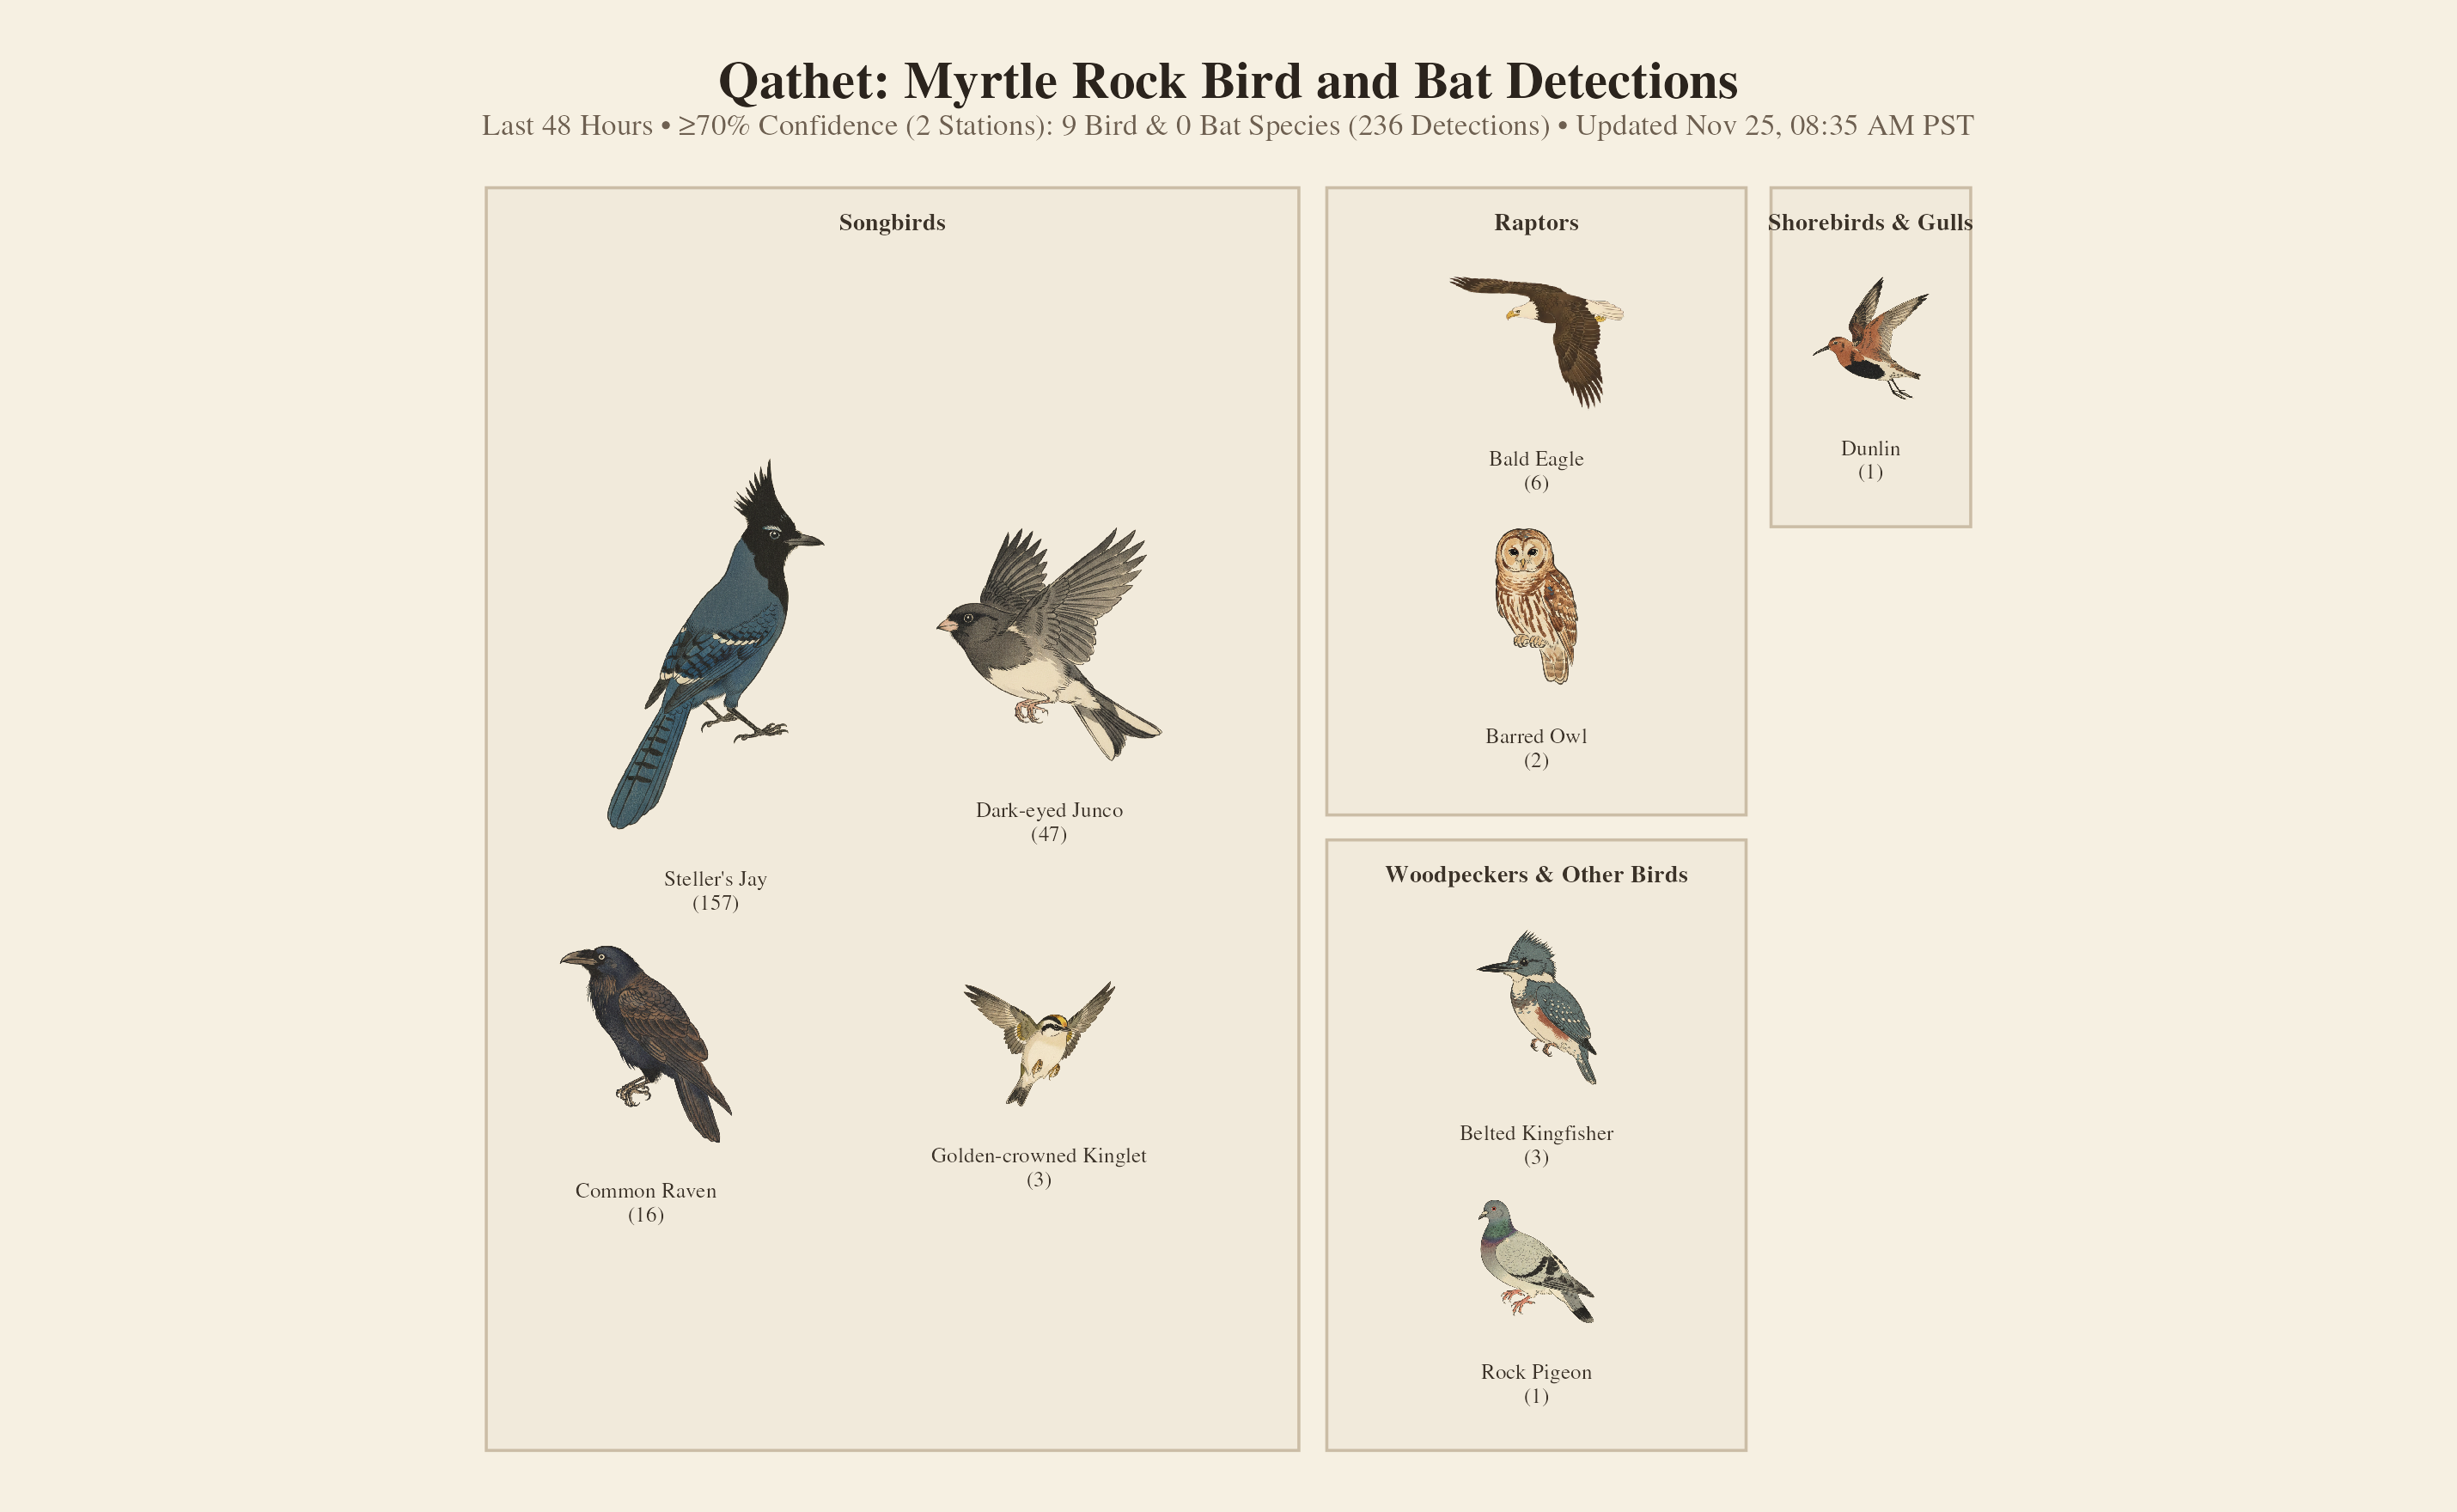 Qathet: Myrtle Rock Bird and Bat Detections
Last 48 Hours • ≥70% Confidence (2 Stations): 9 Bird & 0 Bat Species (236 Detections) • Updated Nov 25, 08:35 AM PST
Songbirds
Steller's Jay
(157)
Dark-eyed Junco
(47)
Common Raven
(16)
Golden-crowned Kinglet
(3)
Raptors
Bald Eagle
(6)
Barred Owl
(2)
Woodpeckers & Other Birds
Belted Kingfisher
(3)
Rock Pigeon
(1)
Shorebirds & Gulls
Dunlin
(1)